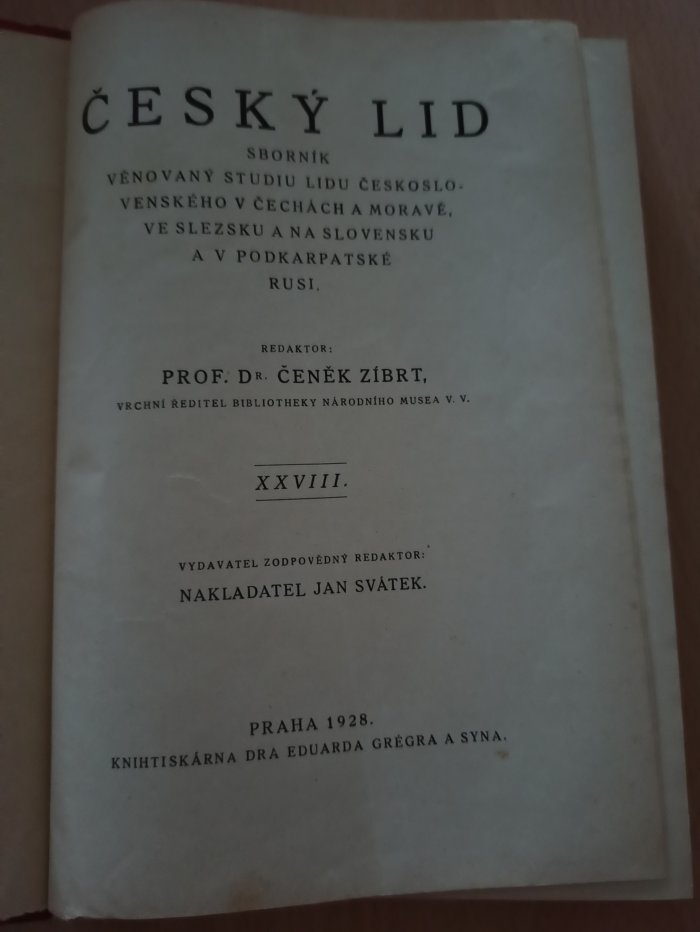 ČESKÝ LID
SBORNÍK
VĚNOVANÝ STUDIU LIDU ČESKOSLO-
VENSKÉHO V ČECHÁCH A MORAVĚ,
VE SLEZSKU A NA SLOVENSKU
A V PODKARPATSKÉ
RUSI.
REDAKTOR:
PROF. DR. ČENĚK ZÍBRT,
VRCHNÍ ŘEDITEL BIBLIOTHEKY NÁRODNÍHO MUSEA V. V.
XXVIII.
VYDAVATEL ZODPOVĚDNÝ REDAKTOR:
NAKLADATEL JAN SVÁTEK.
PRAHA 1928.
KNIHTISKÁRNA DRA EDUARDA GRÉGRA A SYNA.